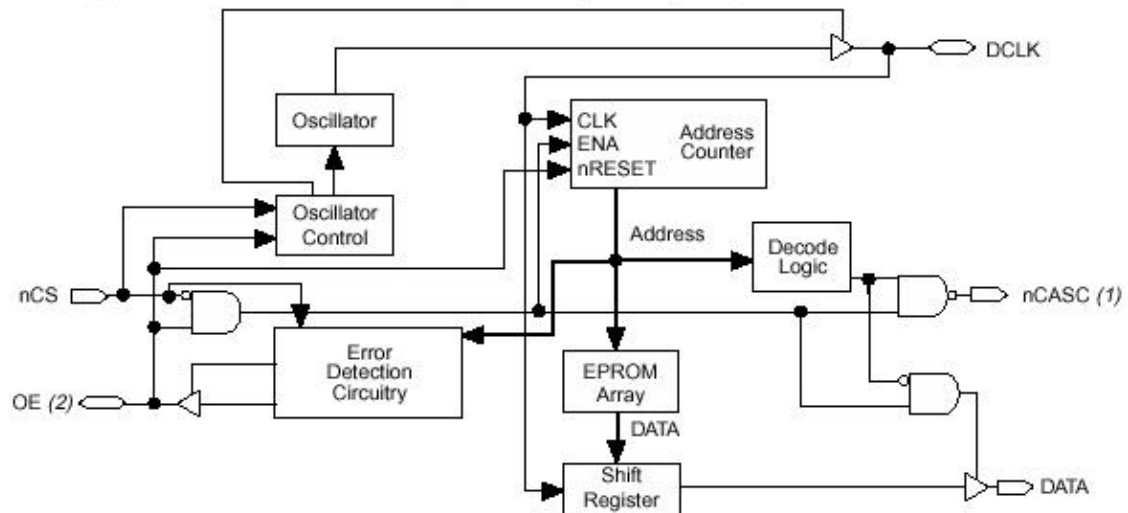 DCLK
Oscillator
CLK
ENA
nRESET
Address
Counter
Oscillator
Control
Address
Decode
Logic
nCS
nCASC (1)
Error
Detection
Circuitry
EPROM
Array
OE (2)
DATA
Shift
Register
DATA